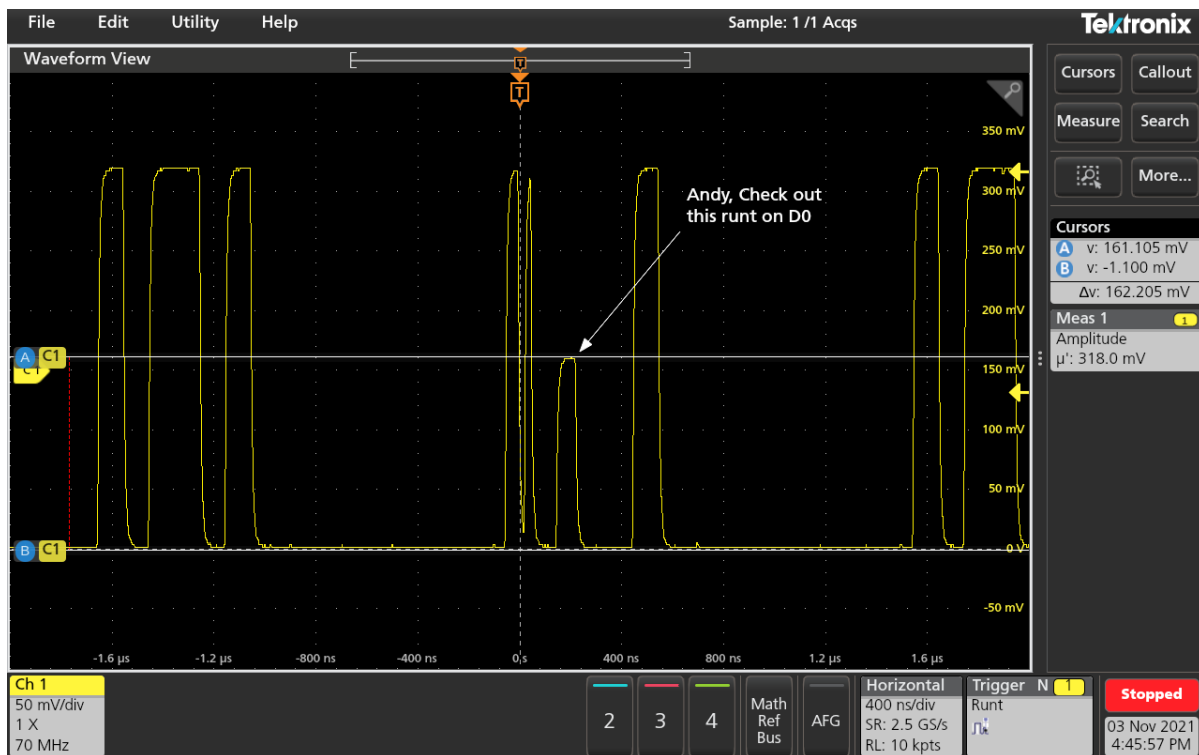 File Edit Utility Help Sample: 1 /1 Acqs Tektronix
Waveform View
T
T
350 mV
300 mV
250 mV
200 mV
150 mV
100 mV
50 mV
0 V
-50 mV
Andy, Check out
this runt on D0
A C1
C1
B C1
-1.6 µs -1.2 µs -800 ns -400 ns 0 s 400 ns 800 ns 1.2 µs 1.6 µs
Cursors Callout
Measure Search
More...
Cursors
A v: 161.105 mV
B v: -1.100 mV
Δv: 162.205 mV
Meas 1 1
Amplitude
µ': 318.0 mV
Ch 1
50 mV/div
1 X
70 MHz
2 3 4
Math
Ref
Bus
AFG
Horizontal
400 ns/div
SR: 2.5 GS/s
RL: 10 kpts
Trigger N 1
Runt
Stopped
03 Nov 2021
4:45:57 PM